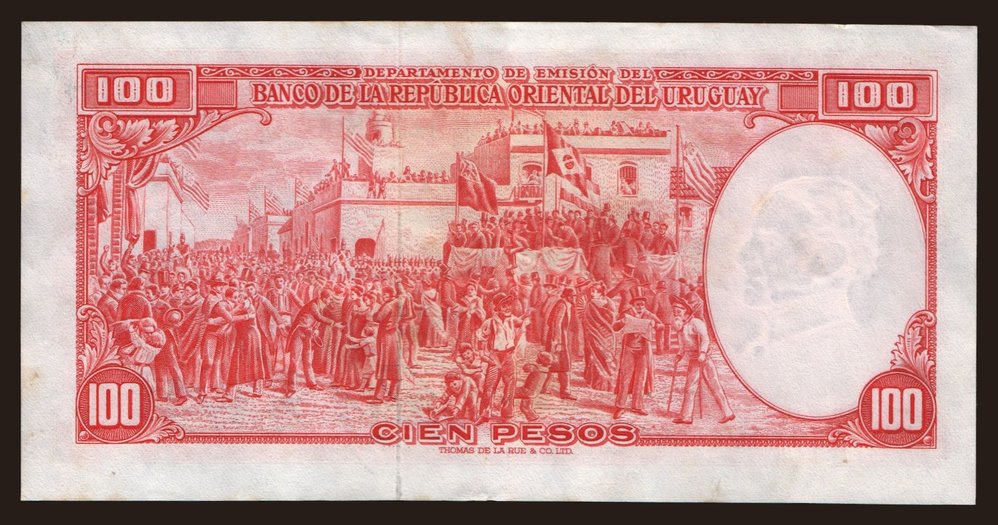 100
DEPARTAMENTO DE EMISIÓN DEL
100
BANCO DE LA REPÚBLICA ORIENTAL DEL URUGUAY
100
CIEN PESOS
100
THOMAS DE LA RUE & CO. LTD.